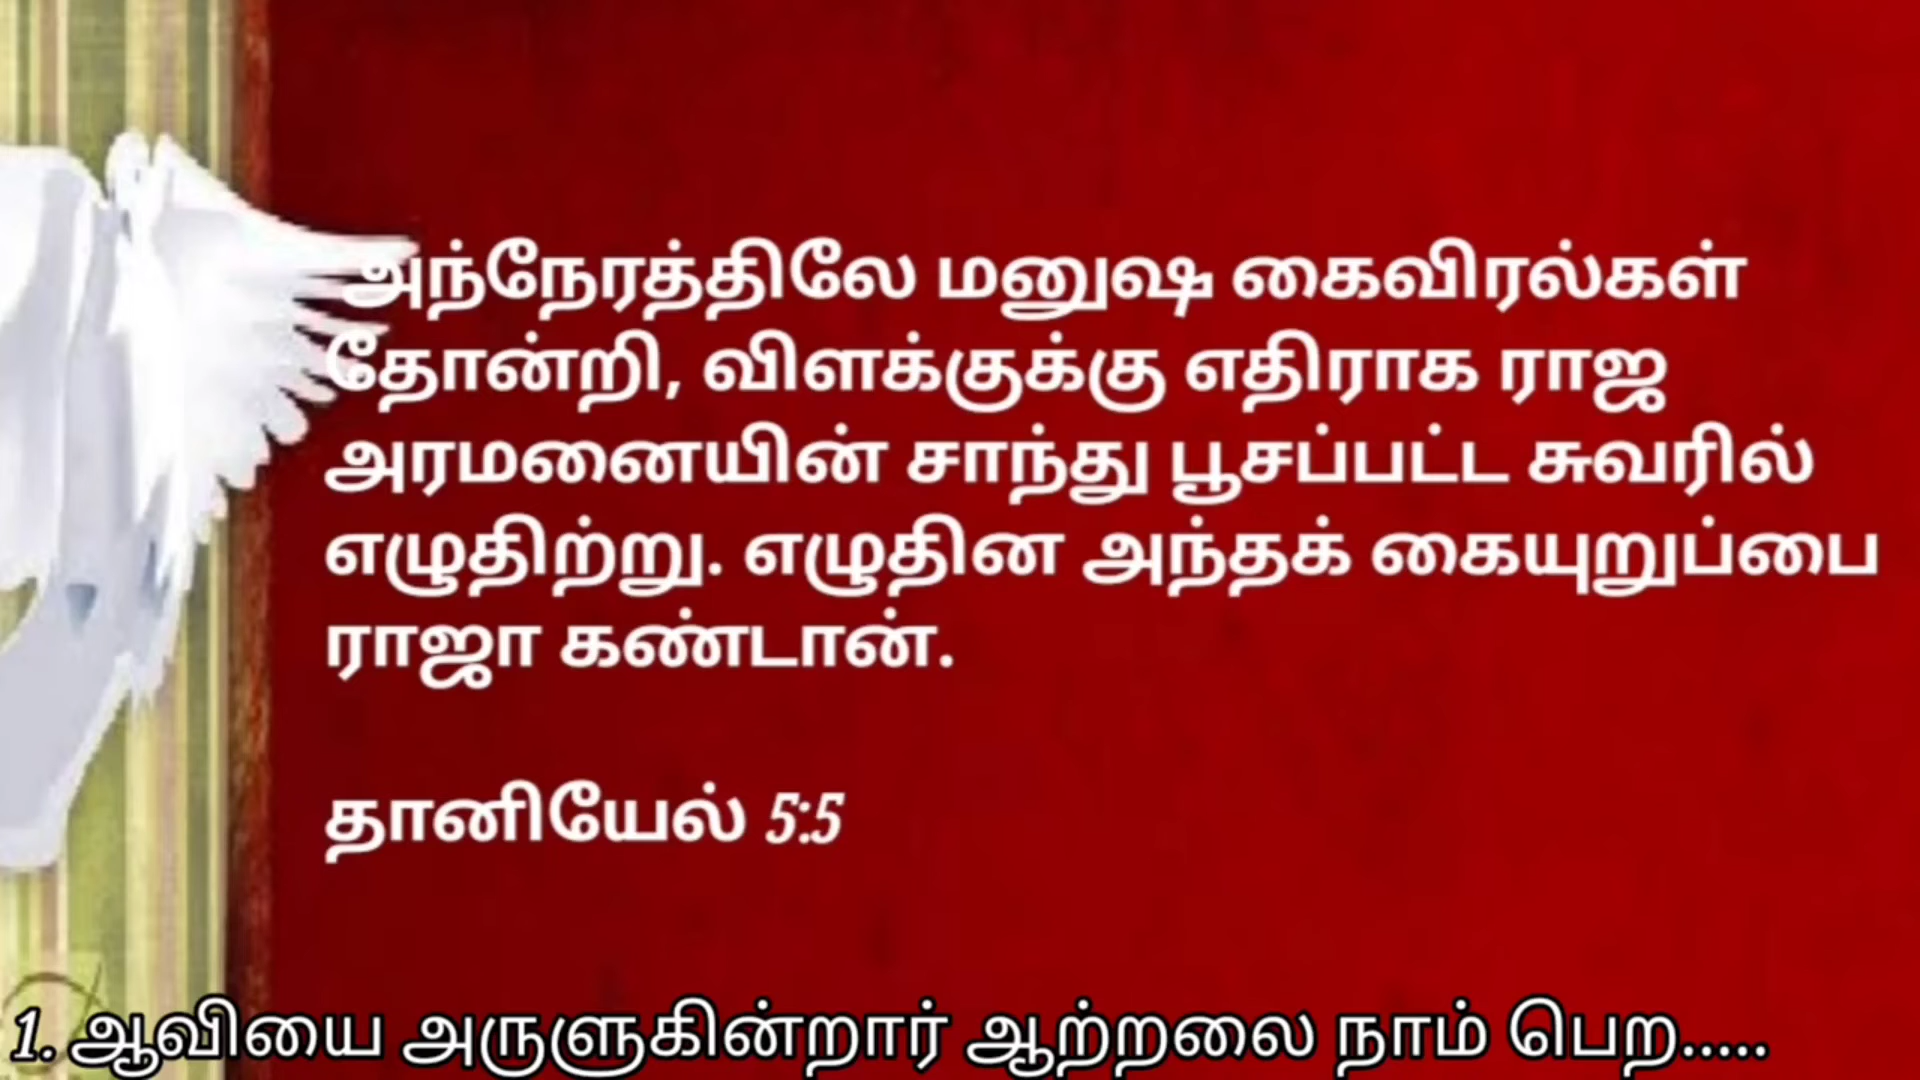 அந்நேரத்திலே மனுஷ கைவிரல்கள்
தோன்றி, விளக்குக்கு எதிராக ராஜ
அரமனையின் சாந்து பூசப்பட்ட சுவரில்
எழுதிற்று. எழுதின அந்தக் கையுறுப்பை
ராஜா கண்டான்.
தானியேல் 5:5
1. ஆவியை அருளுகின்றார் ஆற்றலை நாம் பெற.....